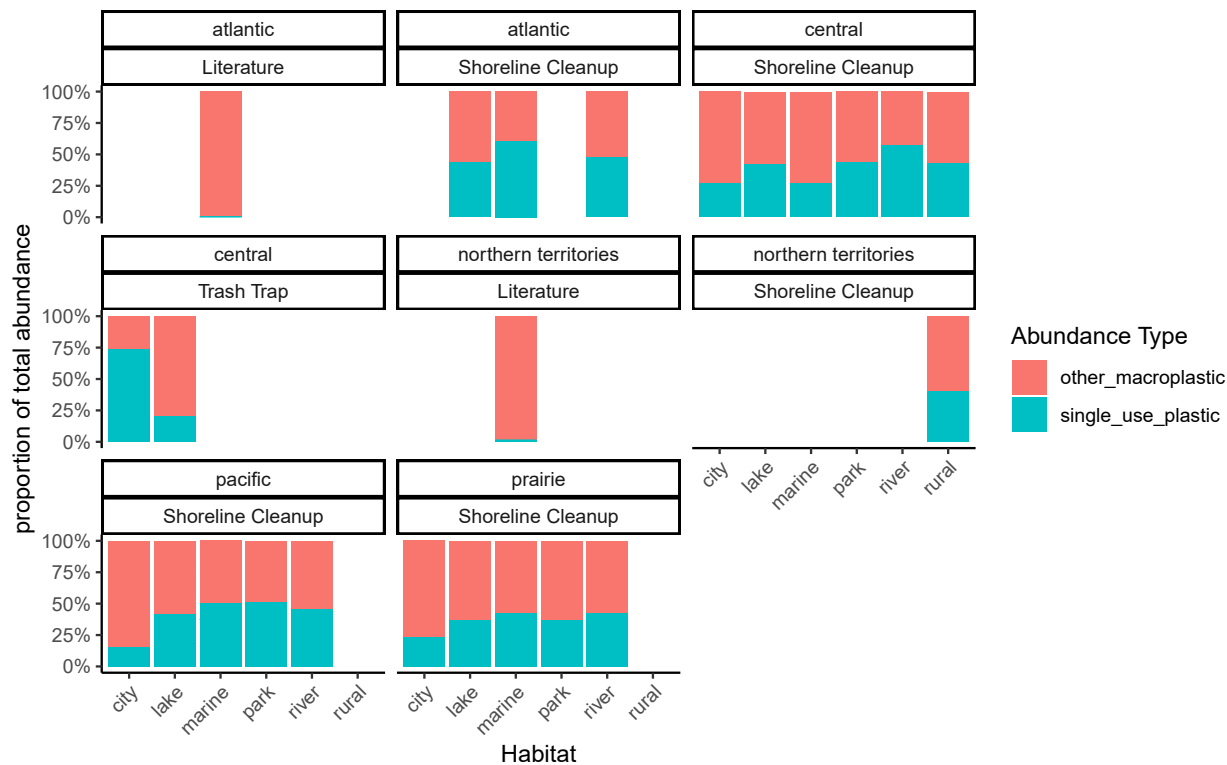 atlantic
Literature
atlantic
Shoreline Cleanup
central
Shoreline Cleanup
100%
75%
50%
25%
0%
central
Trash Trap
northern territories
Literature
northern territories
Shoreline Cleanup
100%
75%
50%
25%
0%
city
lake
marine
park
river
rural
pacific
Shoreline Cleanup
prairie
Shoreline Cleanup
100%
75%
50%
25%
0%
city
lake
marine
park
river
rural
city
lake
marine
park
river
rural
Habitat
proportion of total abundance
Abundance Type
other_macroplastic
single_use_plastic